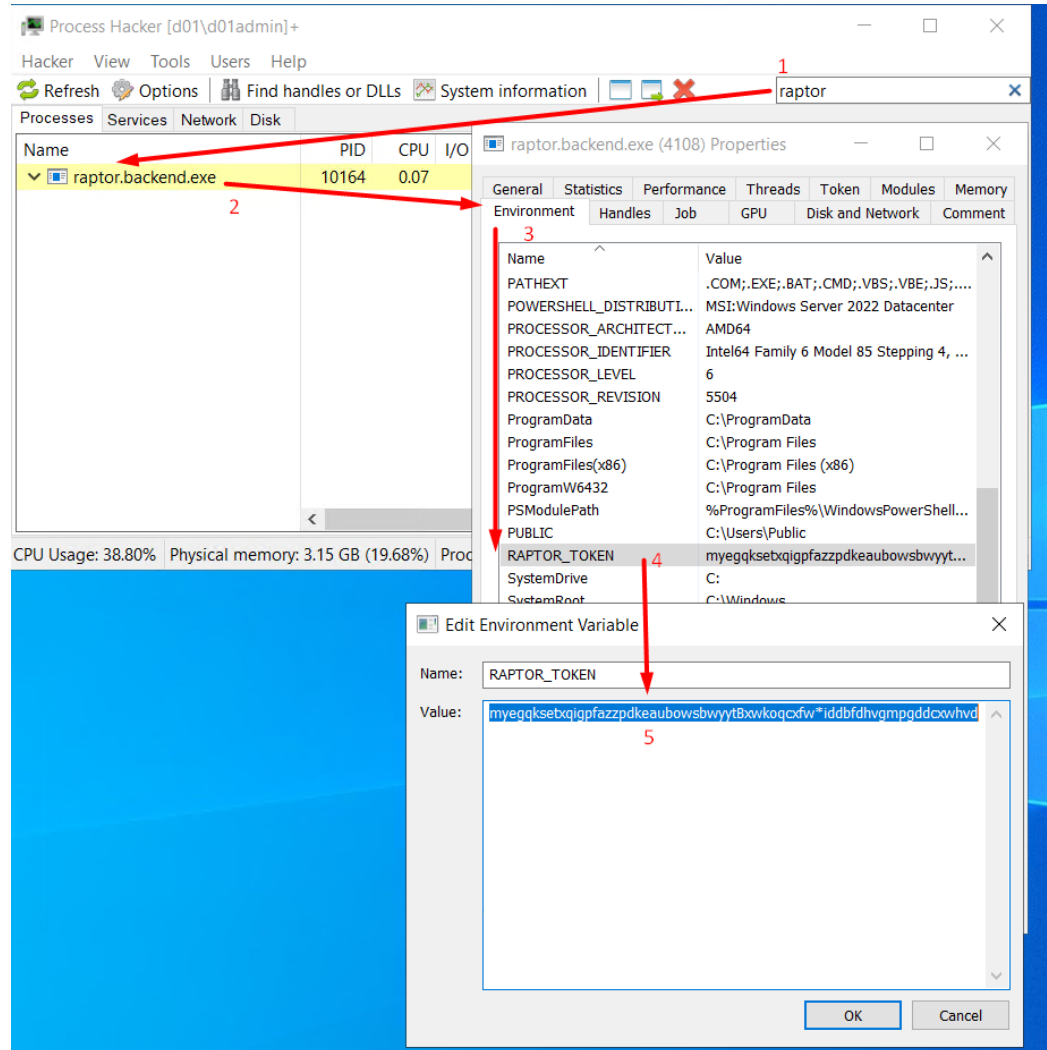 Process Hacker [d01\d01admin]+
Hacker View Tools Users Help
1
Refresh Options Find handles or DLLs System information raptor
Processes Services Network Disk
Name PID CPU I/O
raptor.backend.exe 10164 0.07
2
raptor.backend.exe (4108) Properties
General Statistics Performance Threads Token Modules Memory
Environment Handles Job GPU Disk and Network Comment
3
Name Value
PATHEXT .COM;.EXE;.BAT;.CMD;.VBS;.VBE;.JS;....
POWERSHELL_DISTRIBUTI... MSI:Windows Server 2022 Datacenter
PROCESSOR_ARCHITECT... AMD64
PROCESSOR_IDENTIFIER Intel64 Family 6 Model 85 Stepping 4, ...
PROCESSOR_LEVEL 6
PROCESSOR_REVISION 5504
ProgramData C:\ProgramData
ProgramFiles C:\Program Files
ProgramFiles(x86) C:\Program Files (x86)
ProgramW6432 C:\Program Files
PSModulePath %ProgramFiles%\WindowsPowerShell...
PUBLIC C:\Users\Public
RAPTOR_TOKEN 4 myegqksetxqigpfazzpdkeaubowsbwyyt...
SystemDrive C:
SystemRoot C:\Windows
CPU Usage: 38.80% Physical memory: 3.15 GB (19.68%) Proc
Edit Environment Variable
Name: RAPTOR_TOKEN
Value: myegqksetxqigpfazzpdkeaubowsbwyytBxwkoqcxfw*iddbfdhvgmpgddcxwhvd
5
OK Cancel